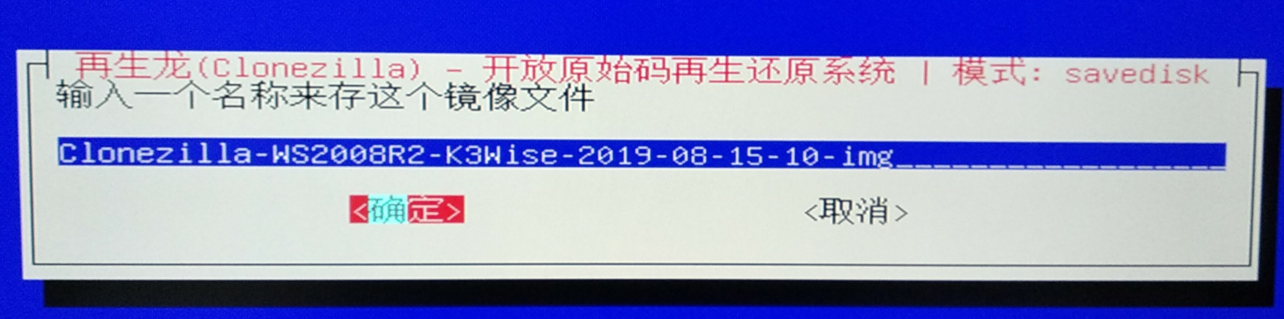 再生龙(Clonezilla) - 开放原始码再生还原系统 | 模式: savedisk
输入一个名称来存这个镜像文件
Clonezilla-WS2008R2-K3Wise-2019-08-15-10-img____________________
<确定> <取消>